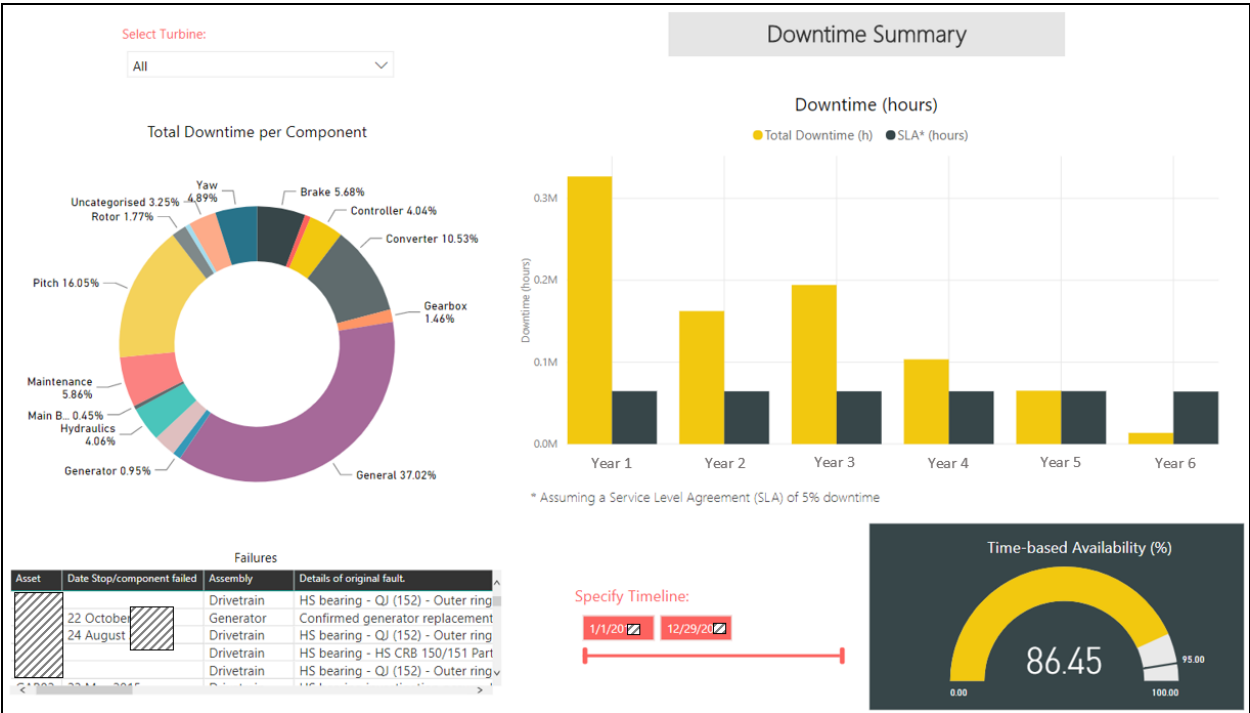 Select Turbine:
All
Downtime Summary
Total Downtime per Component
Yaw
4.89%
Uncategorised 3.25%
Rotor 1.77%
Brake 5.68%
Controller 4.04%
Converter 10.53%
Pitch 16.05%
Gearbox
1.46%
Maintenance
5.86%
Main B... 0.45%
Hydraulics
4.06%
Generator 0.95%
General 37.02%
Downtime (hours)
Total Downtime (h) SLA* (hours)
Downtime (hours)
0.3M
0.2M
0.1M
0.0M
Year 1 Year 2 Year 3 Year 4 Year 5 Year 6
* Assuming a Service Level Agreement (SLA) of 5% downtime
Failures
Asset Date Stop/component failed Assembly Details of original fault.
Drivetrain HS bearing - QJ (152) - Outer ring
22 October Generator Confirmed generator replacement
24 August Drivetrain HS bearing - QJ (152) - Outer ring
Drivetrain HS bearing - HS CRB 150/151 Part
Drivetrain HS bearing - QJ (152) - Outer ring
Specify Timeline:
1/1/20 12/29/20
Time-based Availability (%)
86.45
95.00
0.00 100.00